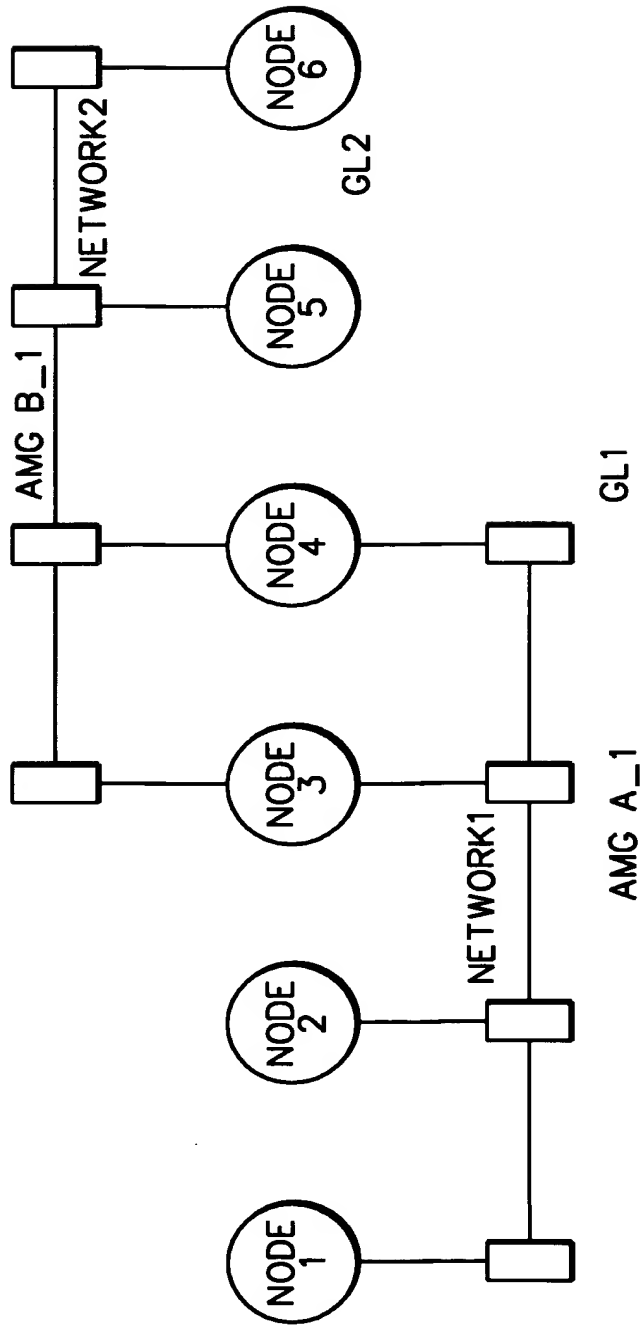 AMG B_1
NETWORK2
NODE
1
NODE
2
NODE
3
NODE
4
NODE
5
NODE
6
GL2
NETWORK1
GL1
AMG A_1